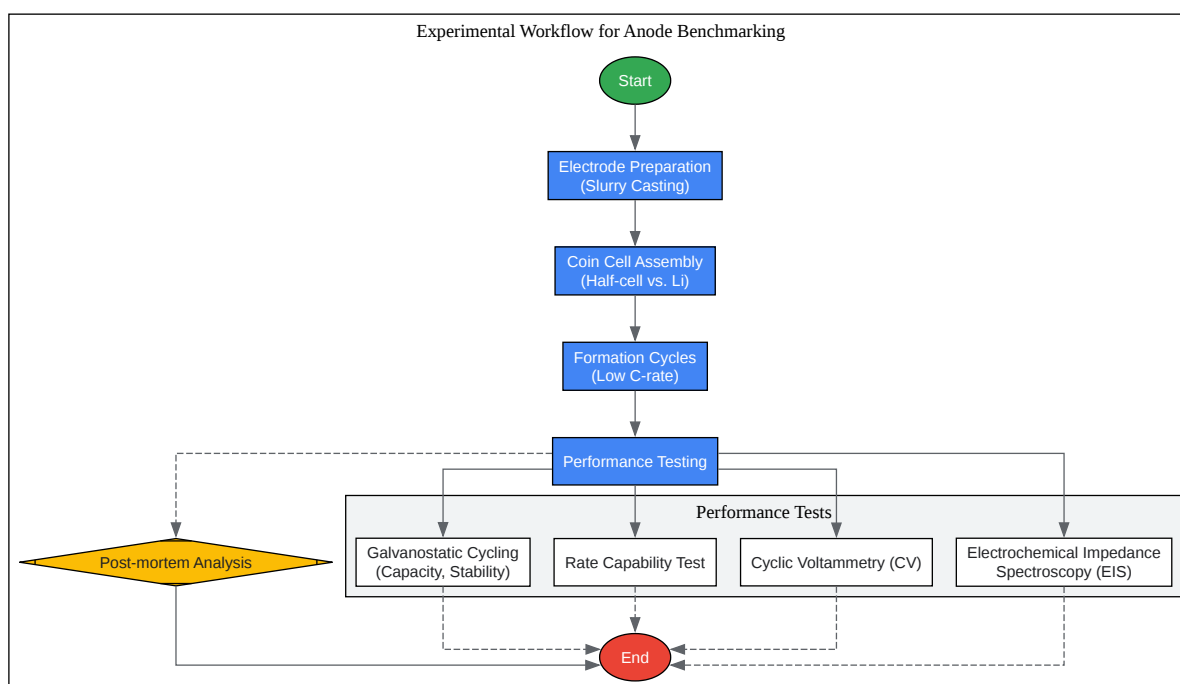 Experimental Workflow for Anode Benchmarking
Start
Electrode Preparation
(Slurry Casting)
Coin Cell Assembly
(Half-cell vs. Li)
Formation Cycles
(Low C-rate)
Performance Testing
Performance Tests
Post-mortem Analysis
Galvanostatic Cycling
(Capacity, Stability)
Rate Capability Test
Cyclic Voltammetry (CV)
Electrochemical Impedance
Spectroscopy (EIS)
End